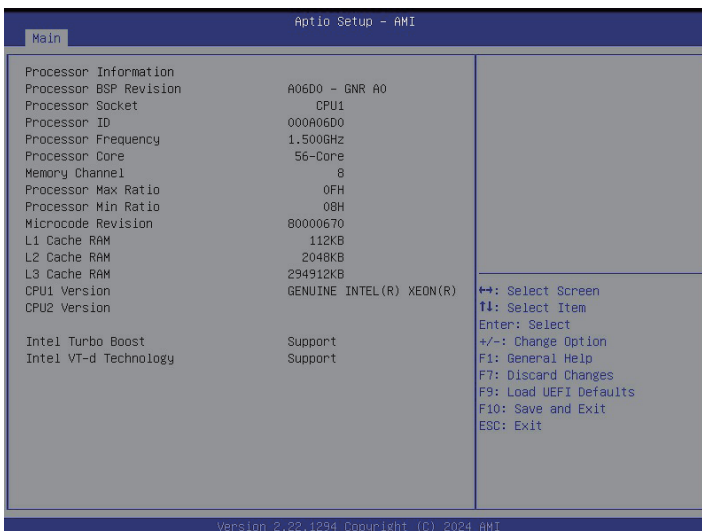 Aptio Setup – AMI
Main
Processor Information
Processor BSP Revision A06D0 – GNR A0
Processor Socket CPU1
Processor ID 000A06D0
Processor Frequency 1.500GHz
Processor Core 56-Core
Memory Channel 8
Processor Max Ratio 0FH
Processor Min Ratio 08H
Microcode Revision 80000670
L1 Cache RAM 112KB
L2 Cache RAM 2048KB
L3 Cache RAM 294912KB
CPU1 Version GENUINE INTEL(R) XEON(R)
CPU2 Version
Intel Turbo Boost Support
Intel VT-d Technology Support
↔: Select Screen
↑↓: Select Item
Enter: Select
+/-: Change Option
F1: General Help
F7: Discard Changes
F9: Load UEFI Defaults
F10: Save and Exit
ESC: Exit
Version 2.22.1294 Copyright (C) 2024 AMI